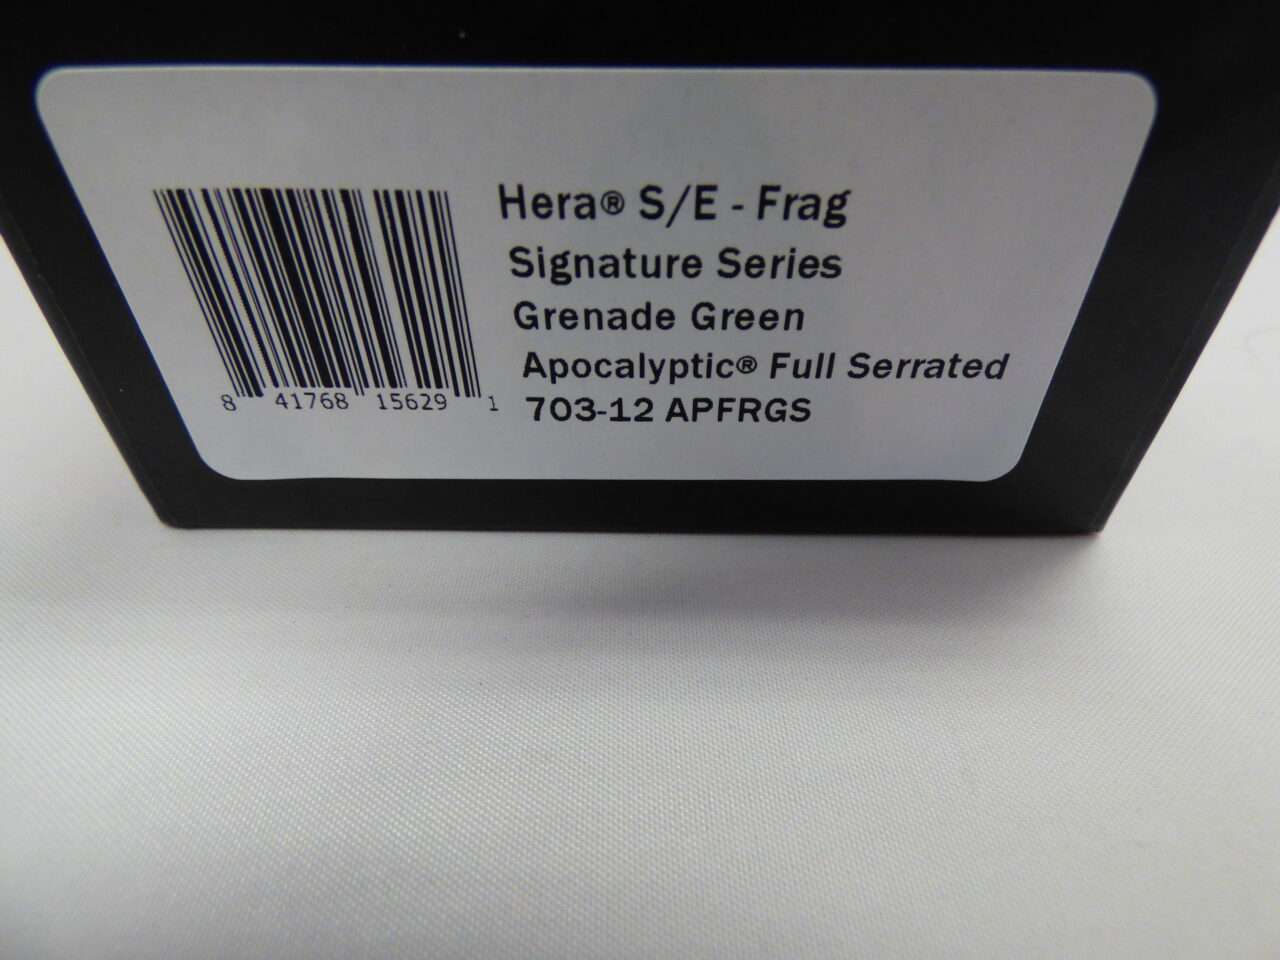 Hera® S/E - Frag
Signature Series
Grenade Green
Apocalyptic® Full Serrated
703-12 APFRGS
8 41768 15629 1